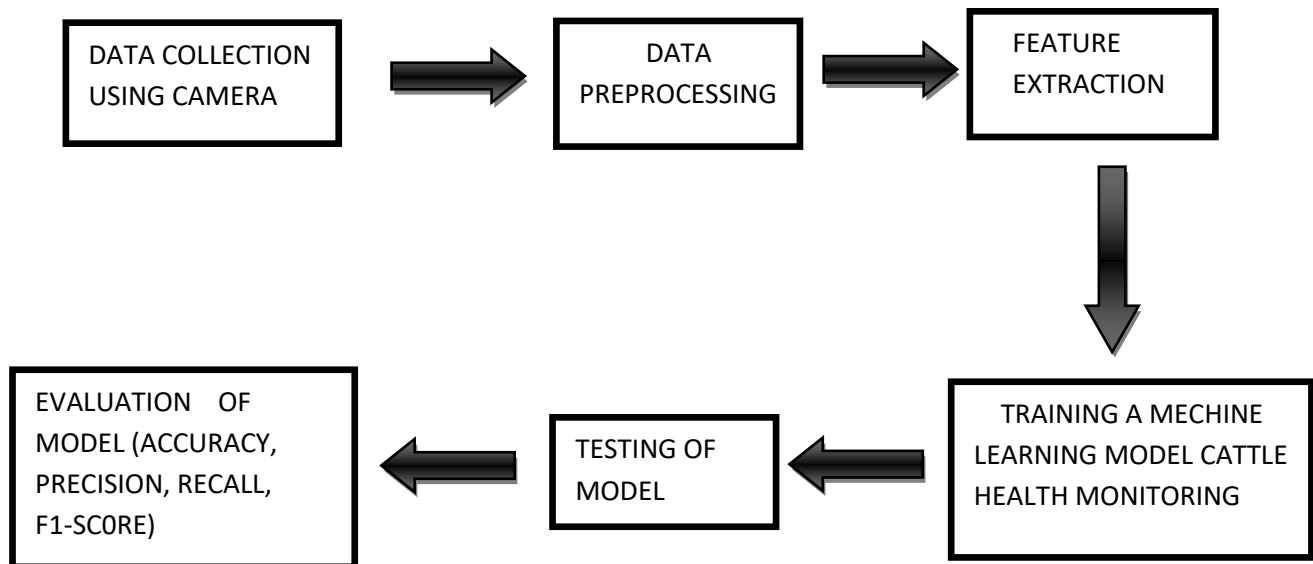 DATA COLLECTION
USING CAMERA
DATA
PREPROCESSING
FEATURE
EXTRACTION
TRAINING A MECHINE
LEARNING MODEL CATTLE
HEALTH MONITORING
TESTING OF
MODEL
EVALUATION OF
MODEL (ACCURACY,
PRECISION, RECALL,
F1-SC0RE)